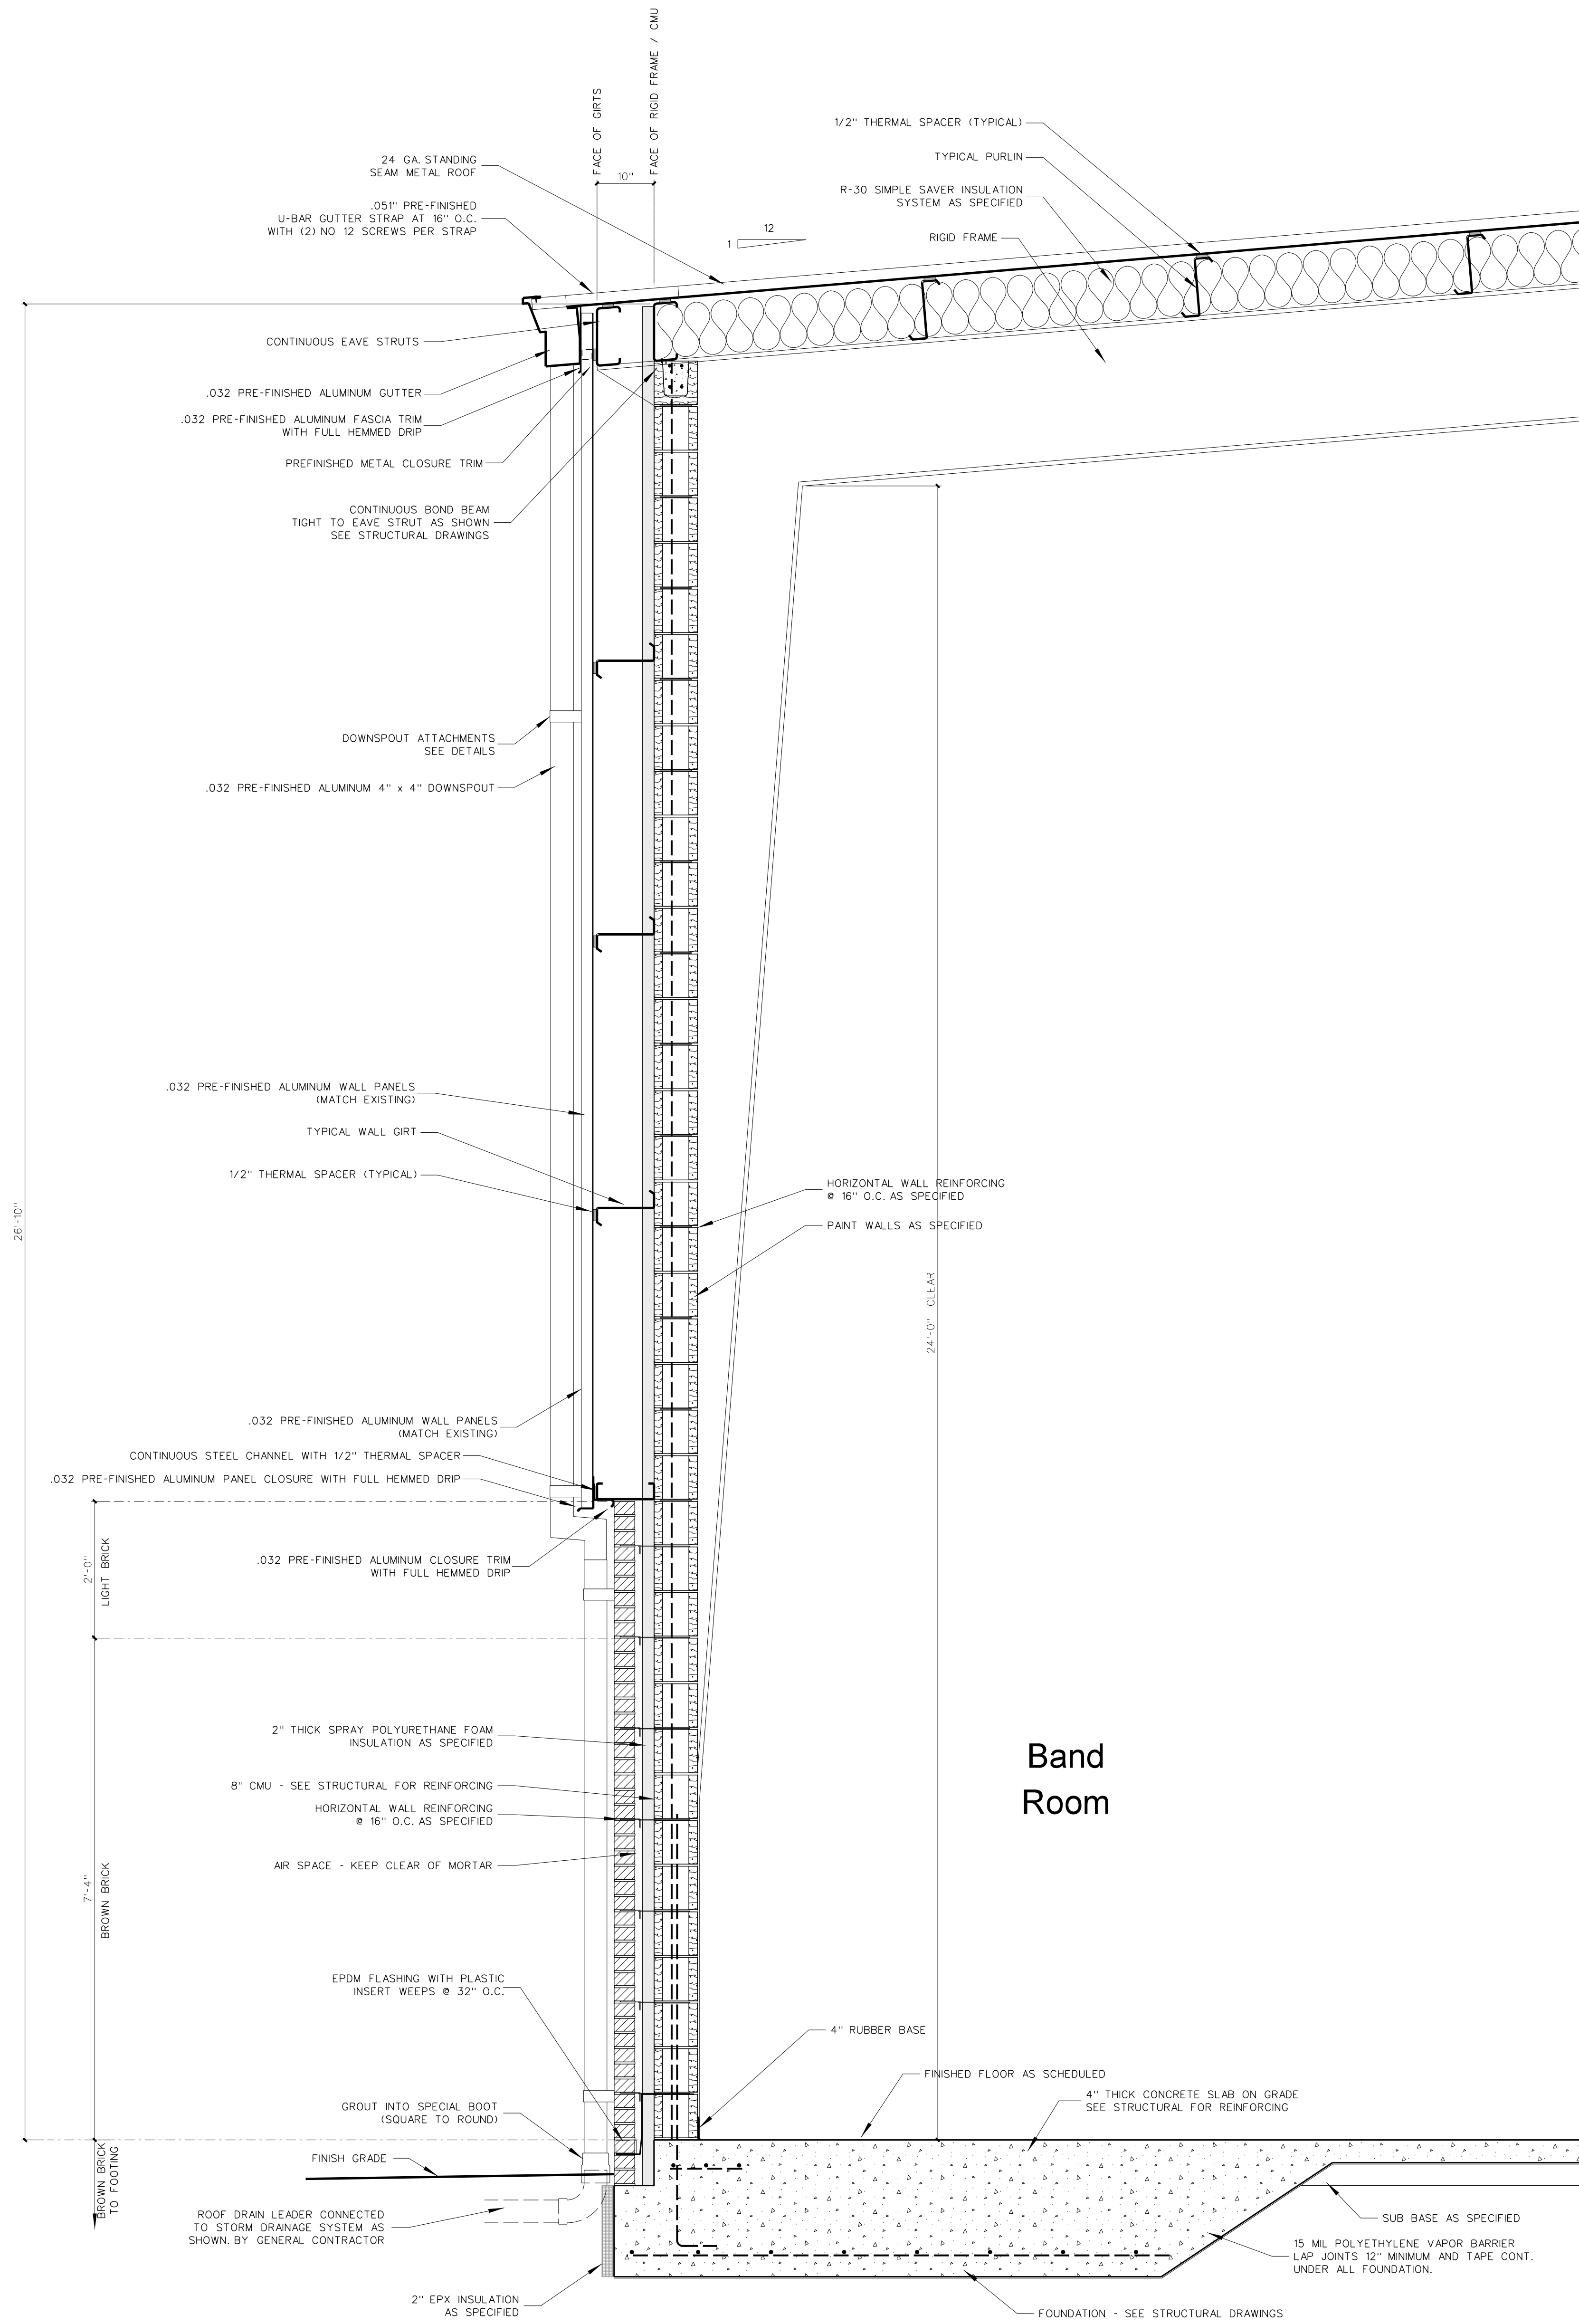 FACE OF GIRTS
FACE OF RIGID FRAME / CMU
10"
24 GA. STANDING
SEAM METAL ROOF
.051" PRE-FINISHED
U-BAR GUTTER STRAP AT 16" O.C.
WITH (2) NO 12 SCREWS PER STRAP
12
1
1/2" THERMAL SPACER (TYPICAL)
TYPICAL PURLIN
R-30 SIMPLE SAVER INSULATION
SYSTEM AS SPECIFIED
RIGID FRAME
CONTINUOUS EAVE STRUTS
.032 PRE-FINISHED ALUMINUM GUTTER
.032 PRE-FINISHED ALUMINUM FASCIA TRIM
WITH FULL HEMMED DRIP
PREFINISHED METAL CLOSURE TRIM
CONTINUOUS BOND BEAM
TIGHT TO EAVE STRUT AS SHOWN
SEE STRUCTURAL DRAWINGS
DOWNSPOUT ATTACHMENTS
SEE DETAILS
.032 PRE-FINISHED ALUMINUM 4" x 4" DOWNSPOUT
.032 PRE-FINISHED ALUMINUM WALL PANELS
(MATCH EXISTING)
TYPICAL WALL GIRT
1/2" THERMAL SPACER (TYPICAL)
HORIZONTAL WALL REINFORCING
@ 16" O.C. AS SPECIFIED
PAINT WALLS AS SPECIFIED
26'-10"
24'-0" CLEAR
.032 PRE-FINISHED ALUMINUM WALL PANELS
(MATCH EXISTING)
CONTINUOUS STEEL CHANNEL WITH 1/2" THERMAL SPACER
.032 PRE-FINISHED ALUMINUM PANEL CLOSURE WITH FULL HEMMED DRIP
2'-0"
LIGHT BRICK
.032 PRE-FINISHED ALUMINUM CLOSURE TRIM
WITH FULL HEMMED DRIP
2" THICK SPRAY POLYURETHANE FOAM
INSULATION AS SPECIFIED
8" CMU - SEE STRUCTURAL FOR REINFORCING
HORIZONTAL WALL REINFORCING
@ 16" O.C. AS SPECIFIED
AIR SPACE - KEEP CLEAR OF MORTAR
Band
Room
7'-4"
BROWN BRICK
EPDM FLASHING WITH PLASTIC
INSERT WEEPS @ 32" O.C.
4" RUBBER BASE
FINISHED FLOOR AS SCHEDULED
4" THICK CONCRETE SLAB ON GRADE
SEE STRUCTURAL FOR REINFORCING
GROUT INTO SPECIAL BOOT
(SQUARE TO ROUND)
FINISH GRADE
BROWN BRICK
TO FOOTING
ROOF DRAIN LEADER CONNECTED
TO STORM DRAINAGE SYSTEM AS
SHOWN. BY GENERAL CONTRACTOR
SUB BASE AS SPECIFIED
15 MIL POLYETHYLENE VAPOR BARRIER
LAP JOINTS 12" MINIMUM AND TAPE CONT.
UNDER ALL FOUNDATION.
2" EPX INSULATION
AS SPECIFIED
FOUNDATION - SEE STRUCTURAL DRAWINGS